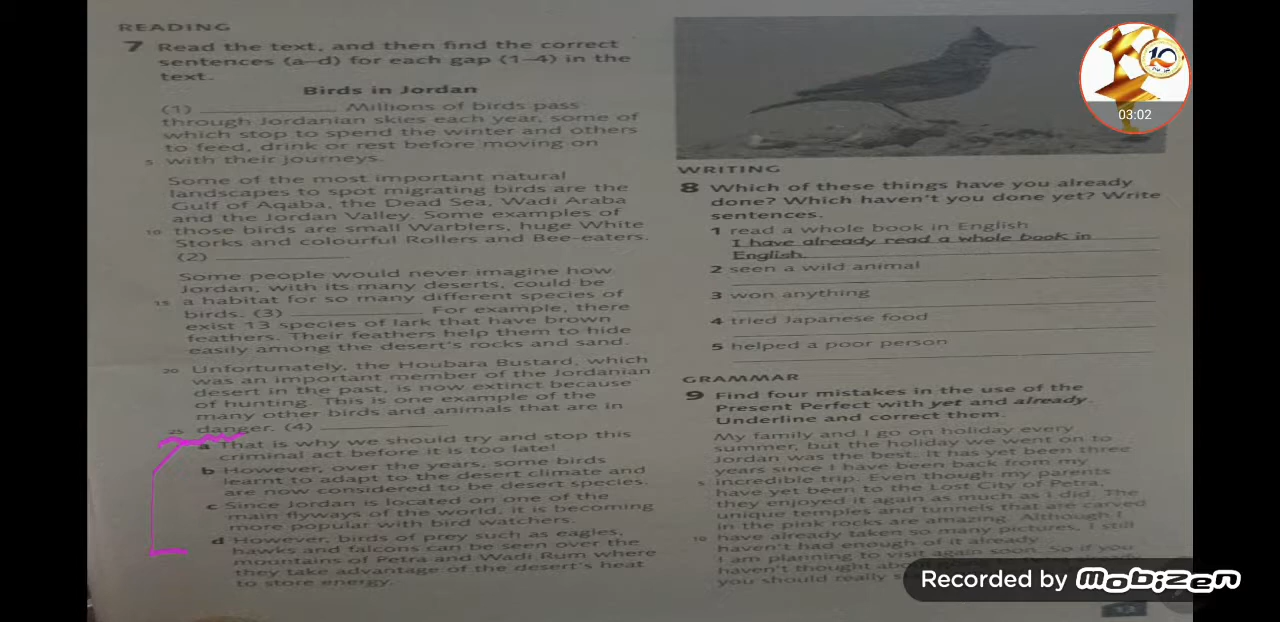 READING
7 Read the text, and then find the correct
sentences (a–d) for each gap (1–4) in the
text.
Birds in Jordan
(1) ____________ Millions of birds pass
through Jordanian skies each year, some of
which stop to spend the winter and others
to feed, drink or rest before moving on
5 with their journeys.
Some of the most important natural
landscapes to spot migrating birds are the
Gulf of Aqaba, the Dead Sea, Wadi Araba
and the Jordan Valley. Some examples of
10 those birds are small Warblers, huge White
Storks and colourful Rollers and Bee-eaters.
(2) ____________
Some people would never imagine how
Jordan, with its many deserts, could be
15 a habitat for so many different species of
birds. (3) ____________ For example, there
exist 13 species of lark that have brown
feathers. Their feathers help them to hide
easily among the desert's rocks and sand.
20 Unfortunately, the Houbara Bustard, which
was an important member of the Jordanian
desert in the past, is now extinct because
of hunting. This is one example of the
many other birds and animals that are in
25 danger. (4) ____________
a That is why we should try and stop this
criminal act before it is too late!
b However, over the years, some birds
learnt to adapt to the desert climate and
are now considered to be desert species.
c Since Jordan is located on one of the
main flyways of the world, it is becoming
more popular with bird watchers.
d However, birds of prey such as eagles,
hawks and falcons can be seen over the
mountains of Petra and Wadi Rum where
they take advantage of the desert's heat
to store energy.
10
03:02
WRITING
8 Which of these things have you already
done? Which haven't you done yet? Write
sentences.
1 read a whole book in English
I have already read a whole book in
English.
2 seen a wild animal
3 won anything
4 tried Japanese food
5 helped a poor person
GRAMMAR
9 Find four mistakes in the use of the
Present Perfect with yet and already.
Underline and correct them.
My family and I go on holiday every
summer, but the holiday we went on to
Jordan was the best. It has yet been three
years since I have been back from my
5 incredible trip. Even though my parents
have yet been to the Lost City of Petra,
they enjoyed it again as much as I did. The
unique temples and tunnels that are carved
in the pink rocks are amazing. Although I
10 have already taken so many pictures, I still
haven't had enough of it already.
I am planning to visit again soon. So if you
haven't thought
you should really
Recorded by Mobizen